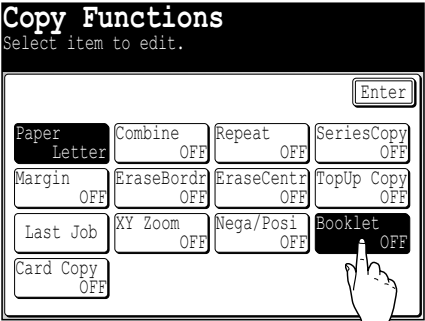 Copy Functions
Select item to edit.
Enter
Paper
Letter
Combine
OFF
Repeat
OFF
SeriesCopy
OFF
Margin
OFF
EraseBordr
OFF
EraseCentr
OFF
TopUp Copy
OFF
Last Job
XY Zoom
OFF
Nega/Posi
OFF
Booklet
OFF
Card Copy
OFF